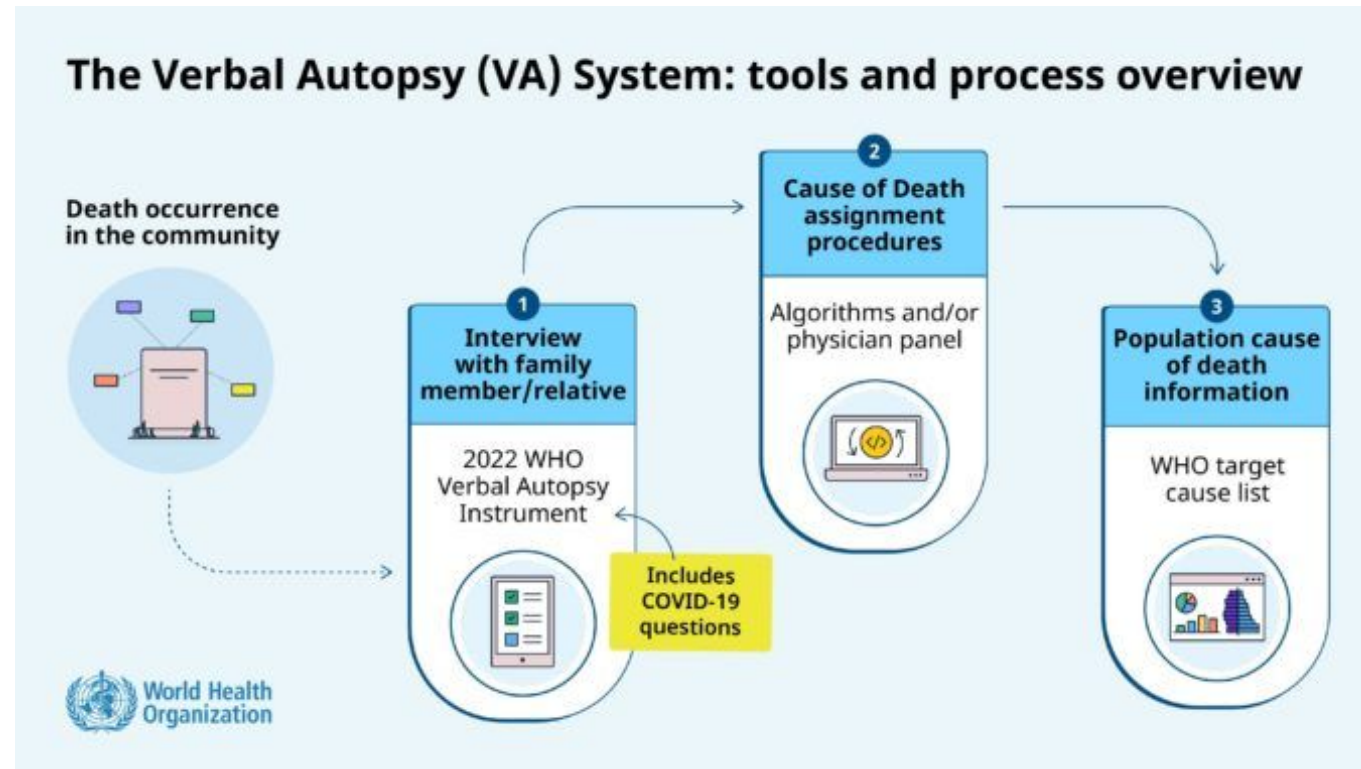 The Verbal Autopsy (VA) System: tools and process overview
Death occurrence
in the community
1
Interview
with family
member/relative
2022 WHO
Verbal Autopsy
Instrument
Includes
COVID-19
questions
2
Cause of Death
assignment
procedures
Algorithms and/or
physician panel
</>
3
Population cause
of death
information
WHO target
cause list
World Health
Organization